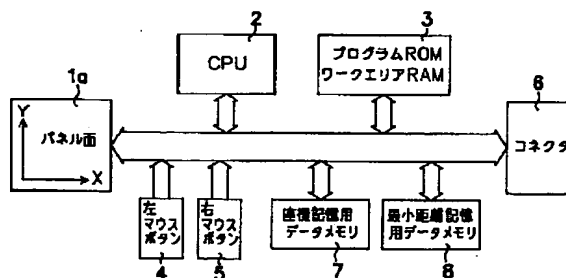 2
3
CPU
プログラムROM
ワークエリアRAM
1a
6
Y
パネル面
X
コネクタ
左
マウス
ボタン
右
マウス
ボタン
座標記憶用
データメモリ
最小距離記憶
用データメモリ
4
5
7
8